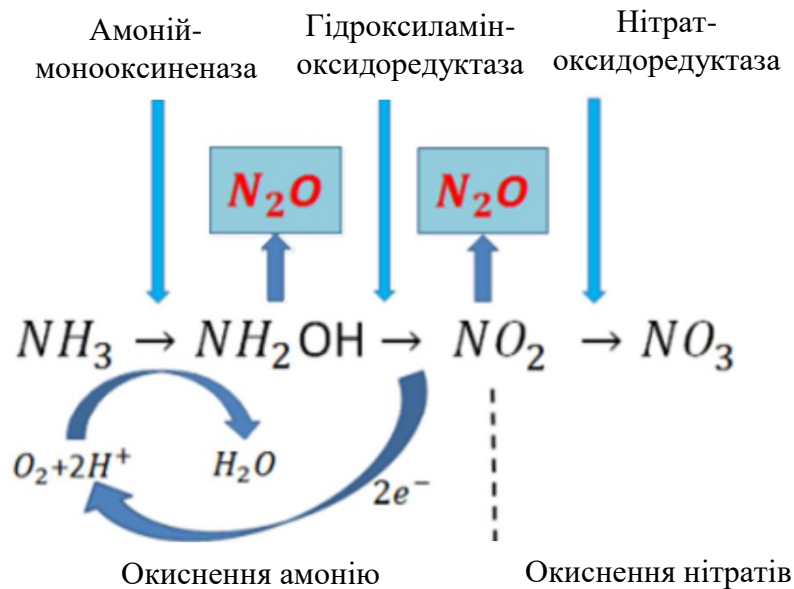 Амоній-
монооксиненаза
Гідроксиламін-
оксидоредуктаза
Нітрат-
оксидоредуктаза
N₂O N₂O
NH₃ → NH₂OH → NO₂ → NO₃
O₂+2H⁺ H₂O 2e⁻
Окиснення амонію Окиснення нітратів